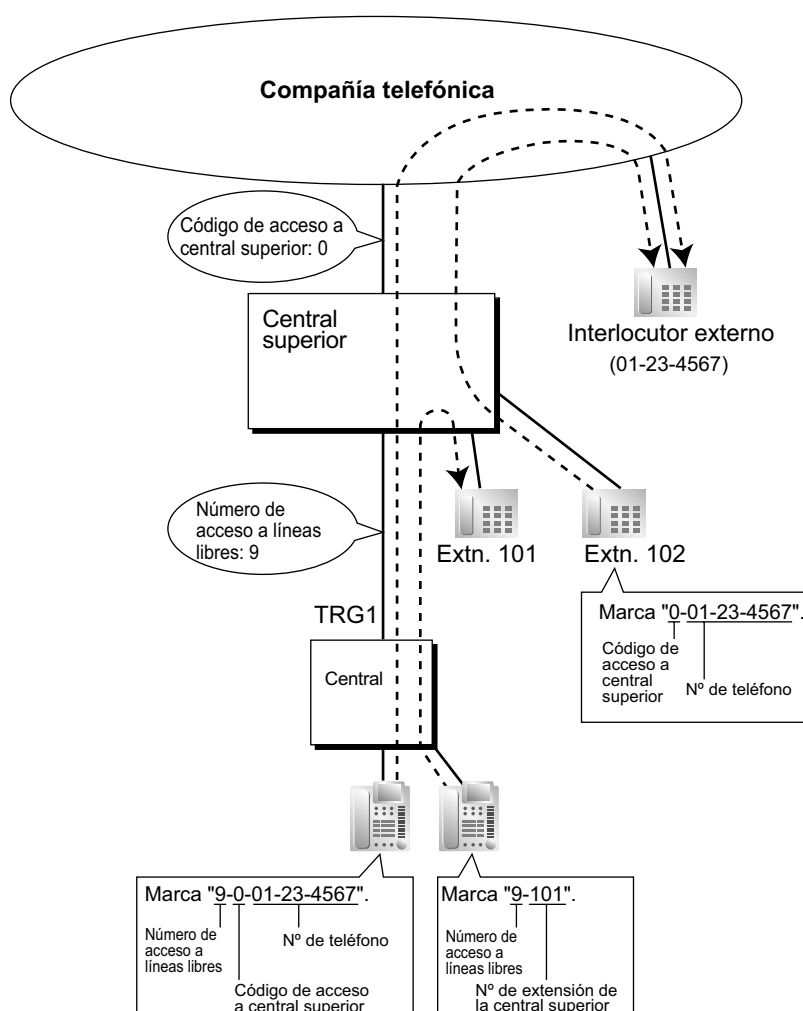 Compañía telefónica
Código de acceso a
central superior: 0
Central
superior
Interlocutor externo
(01-23-4567)
Número de
acceso a líneas
libres: 9
Extn. 101
Extn. 102
TRG1
Marca "0-01-23-4567".
Código de
acceso a
central
superior
Nº de teléfono
Central
Marca "9-0-01-23-4567".
Número de
acceso a
líneas libres
Nº de teléfono
Código de acceso
a central superior
Marca "9-101".
Número de
acceso a
líneas libres
Nº de extensión de
la central superior